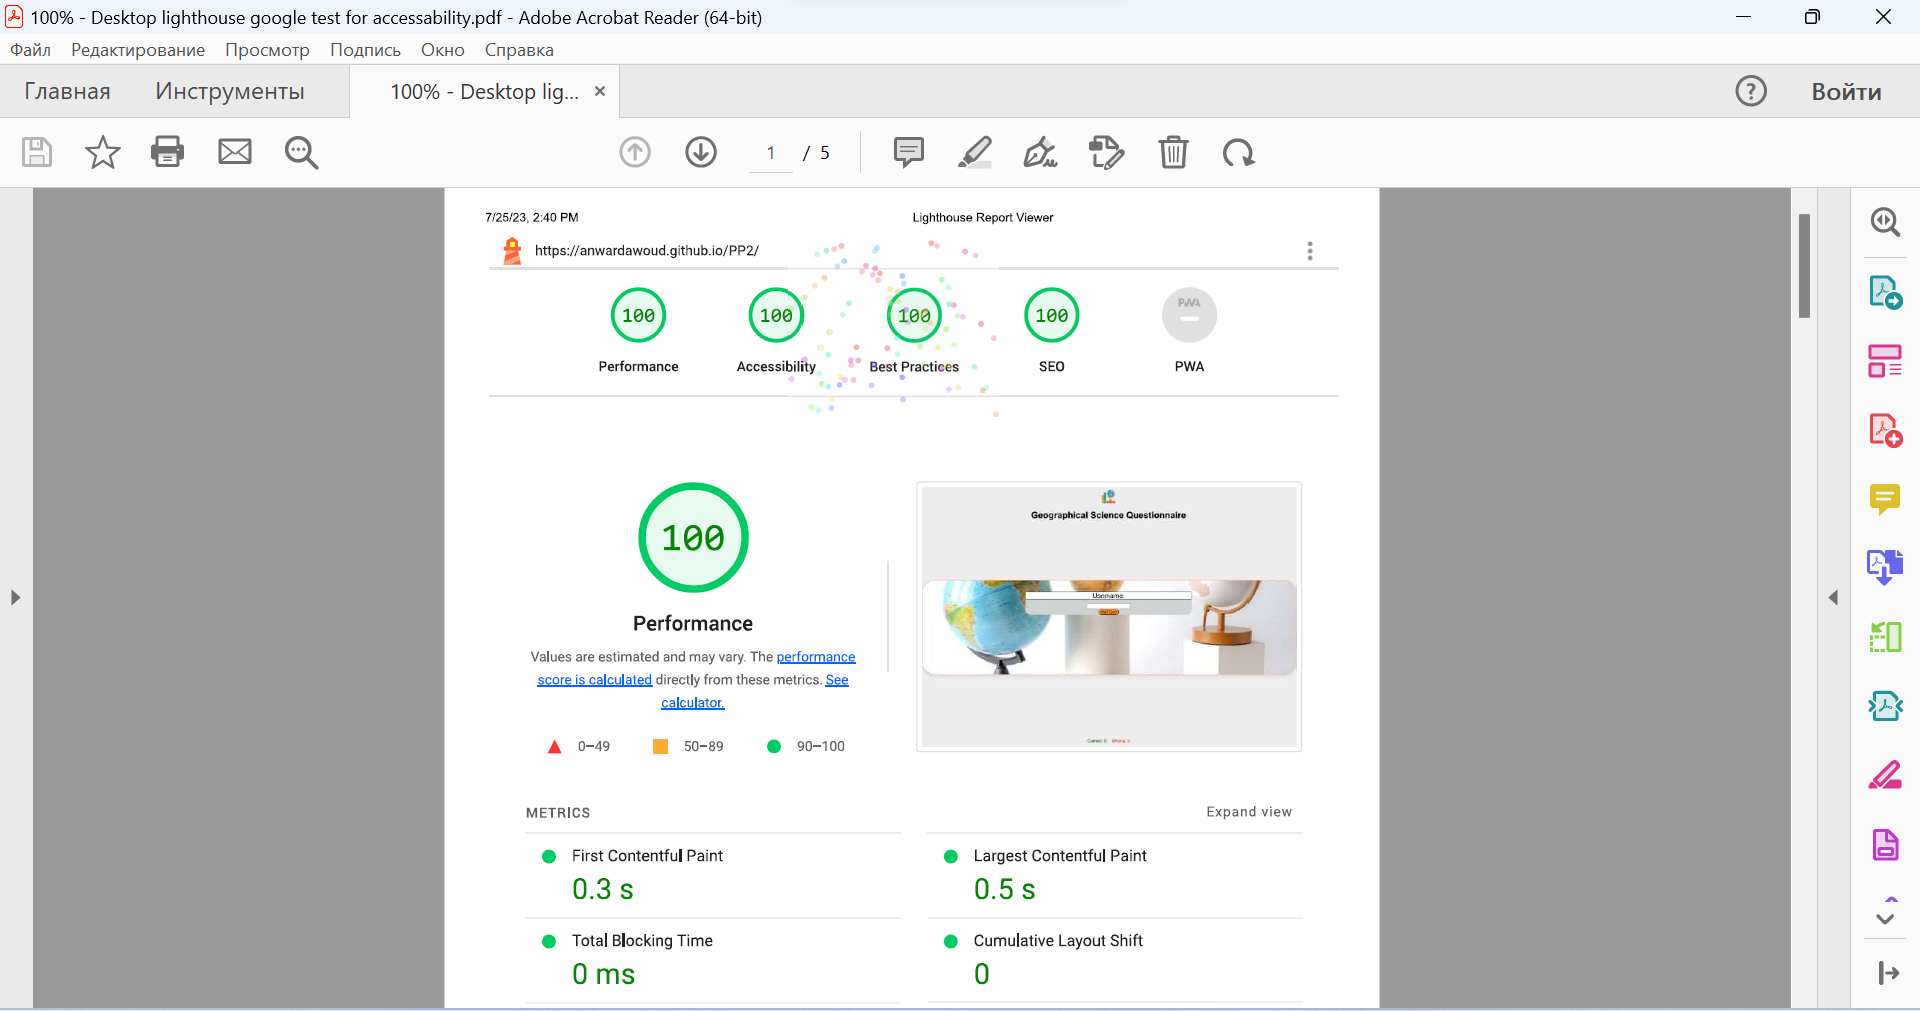 100% - Desktop lighthouse google test for accessability.pdf - Adobe Acrobat Reader (64-bit)
Файл Редактирование Просмотр Подпись Окно Справка
Главная Инструменты 100% - Desktop lig... Войти
1 / 5
7/25/23, 2:40 PM Lighthouse Report Viewer
https://anwardawoud.github.io/PP2/
100 100 100 100 PWA
Performance Accessibility Best Practices SEO PWA
100
Performance
Values are estimated and may vary. The performance
score is calculated directly from these metrics. See
calculator.
0–49 50–89 90–100
Geographical Science Questionnaire
Username:
METRICS Expand view
First Contentful Paint Largest Contentful Paint
0.3 s 0.5 s
Total Blocking Time Cumulative Layout Shift
0 ms 0